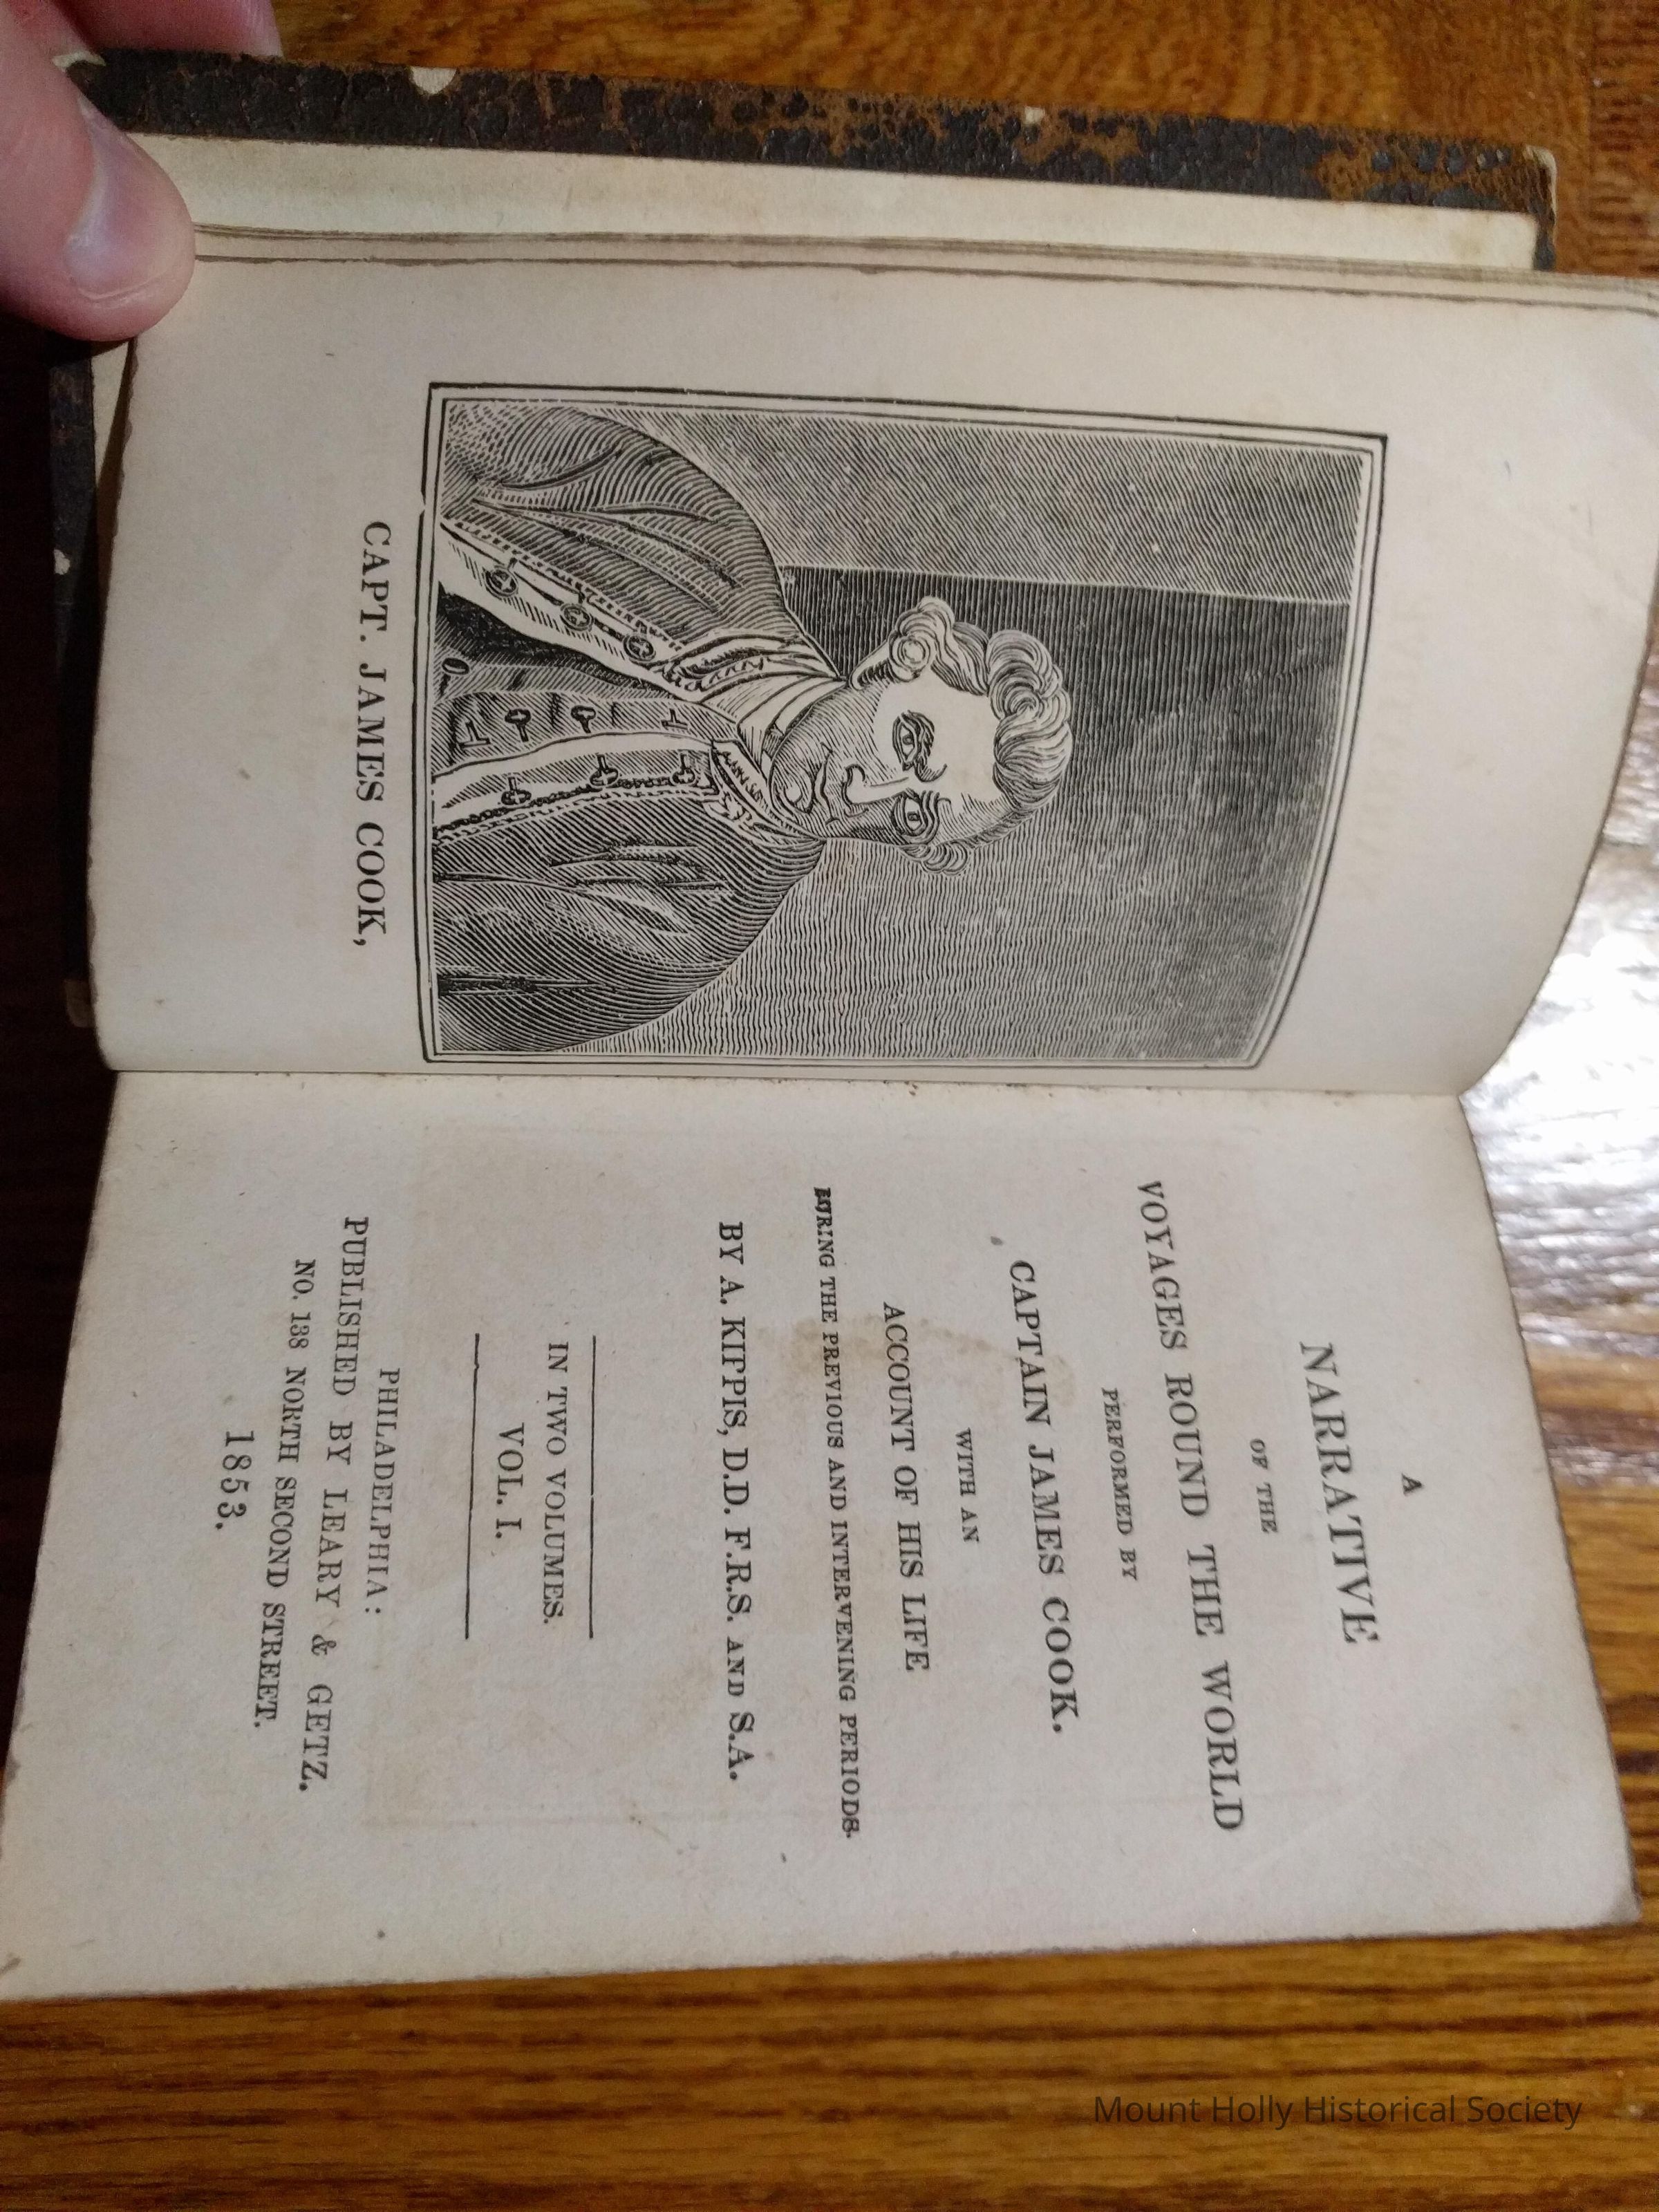 CAPT. JAMES COOK,
A
NARRATIVE
OF THE
VOYAGES ROUND THE WORLD
PERFORMED BY
CAPTAIN JAMES COOK.
WITH AN
ACCOUNT OF HIS LIFE
DURING THE PREVIOUS AND INTERVENING PERIODS.
BY A. KIPPIS, D.D. F.R.S. AND S.A.
IN TWO VOLUMES.
VOL. I.
PHILADELPHIA:
PUBLISHED BY LEARY & GETZ.
NO. 138 NORTH SECOND STREET.
1853.
Mount Holly Historical Society